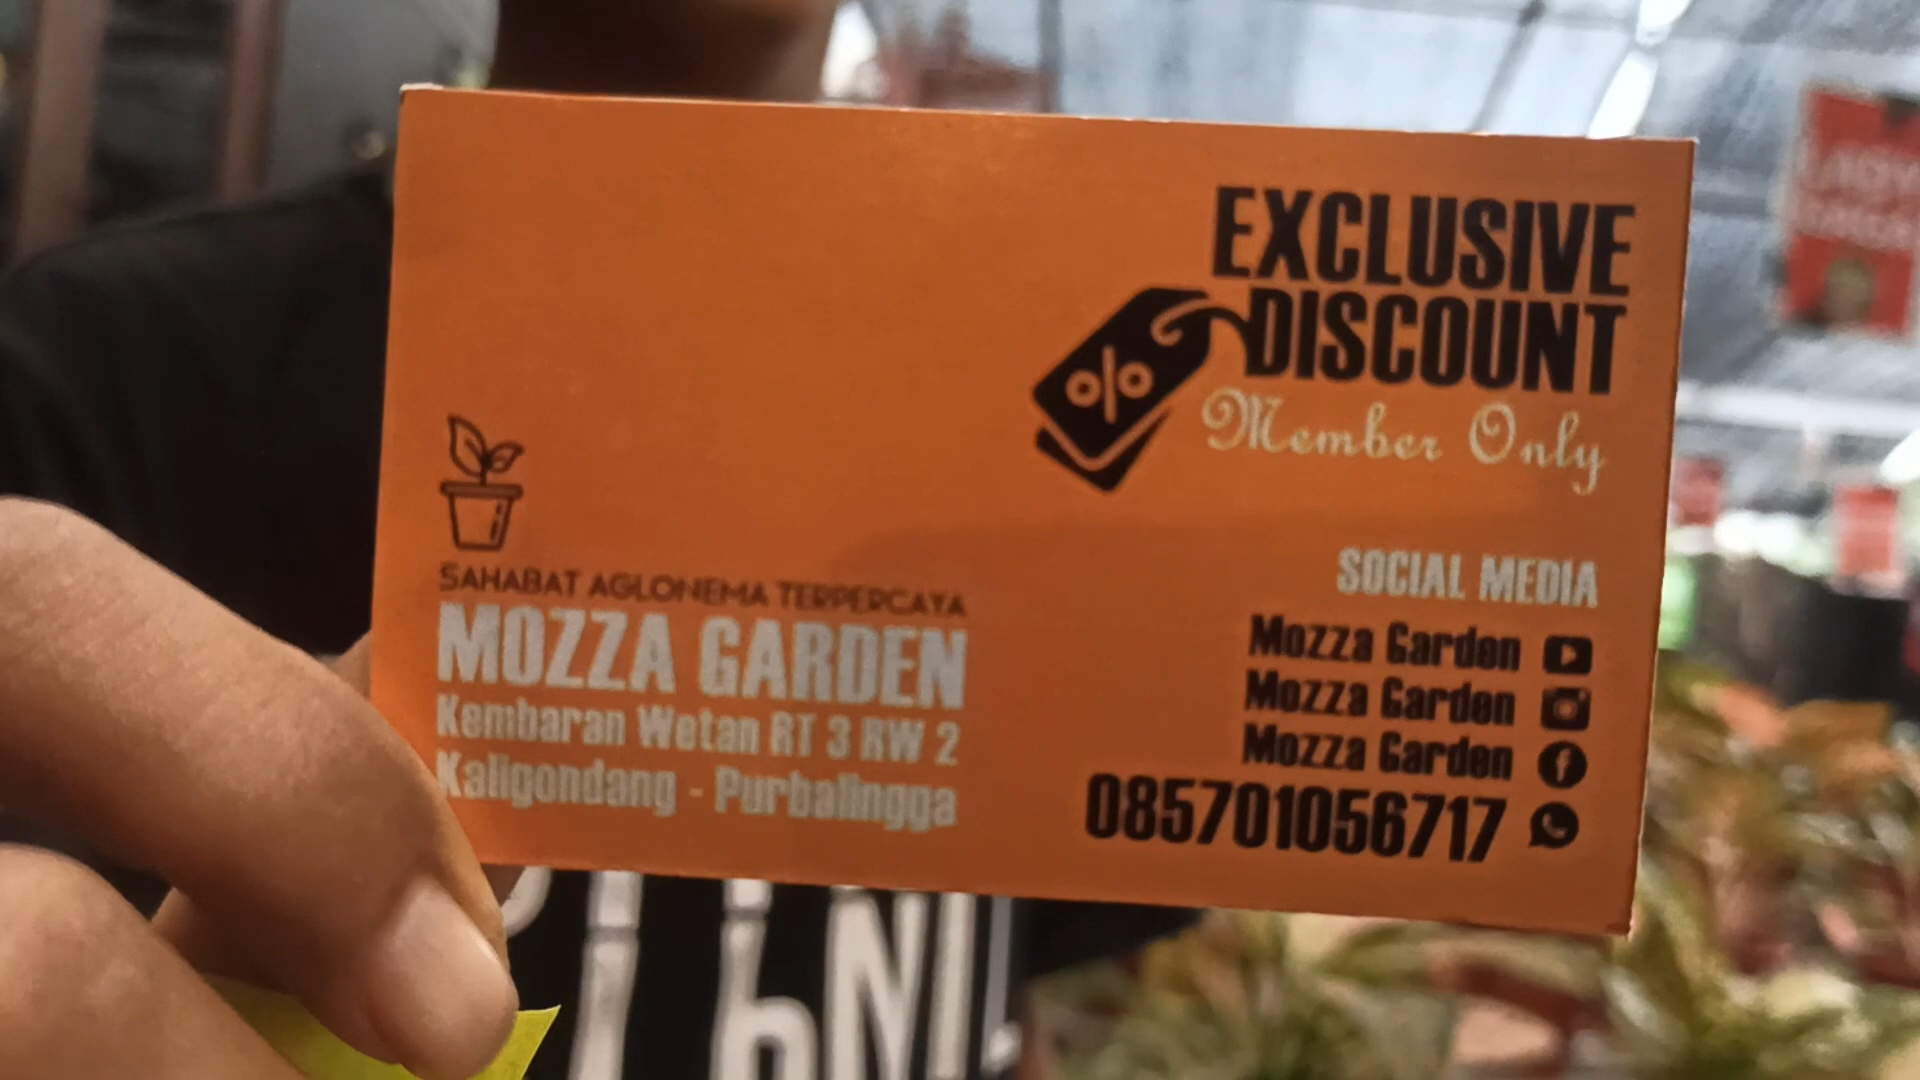 EXCLUSIVE
DISCOUNT
%
Member Only
SAHABAT AGLONEMA TERPERCAYA
MOZZA GARDEN
Kembaran Wetan RT 3 RW 2
Kaligondang - Purbalingga
SOCIAL MEDIA
Mozza Garden
Mozza Garden
Mozza Garden
085701056717